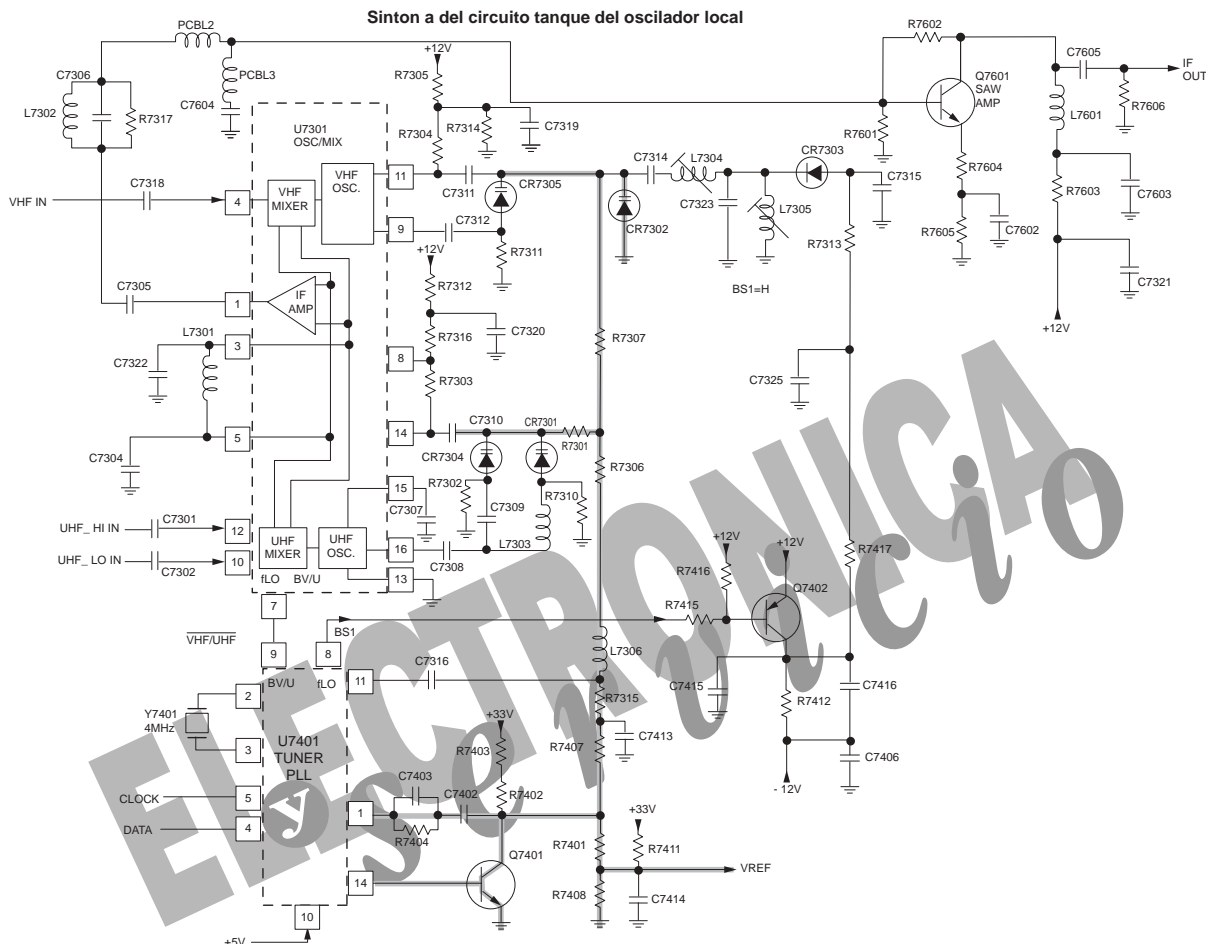 Sinton a del circuito tanque del oscilador local
PCBL2
R7602
+12V
C7306
PCBL3
R7305
C7605
IF
OUT
Q7601
SAW
AMP
L7302
R7317
C7604
U7301
OSC/MIX
R7304
R7314
C7319
R7601
L7601
R7606
C7318
VHF IN
4
VHF
MIXER
VHF
OSC.
11
C7311
CR7305
C7314
L7304
CR7303
C7315
R7604
R7603
C7603
9
C7312
+12V
R7311
CR7302
C7323
L7305
R7313
R7605
C7602
C7321
BS1=H
+12V
C7305
1
IF
AMP
R7312
C7320
L7301
3
C7322
R7316
8
R7303
R7307
C7325
5
C7304
14
C7310
CR7301
R7301
CR7304
R7306
15
R7302
R7310
C7307
C7309
UHF_ HI IN
C7301
12
UHF_ LO IN
C7302
10
UHF
MIXER
UHF
OSC.
16
C7308
L7303
fLO
BV/U
13
+12V
+12V
R7417
R7416
Q7402
7
R7415
VHF/UHF
BS1
9
8
L7306
BV/U
fLO
11
C7316
C7415
R7412
C7416
2
R7315
Y7401
4MHz
U7401
TUNER
PLL
+33V
C7413
R7403
R7407
C7406
3
C7403
C7402
R7402
- 12V
CLOCK
5
DATA
4
1
R7404
+33V
R7401
R7411
Q7401
VREF
14
R7408
C7414
10
+5V
ELECTRONICA
y servicio